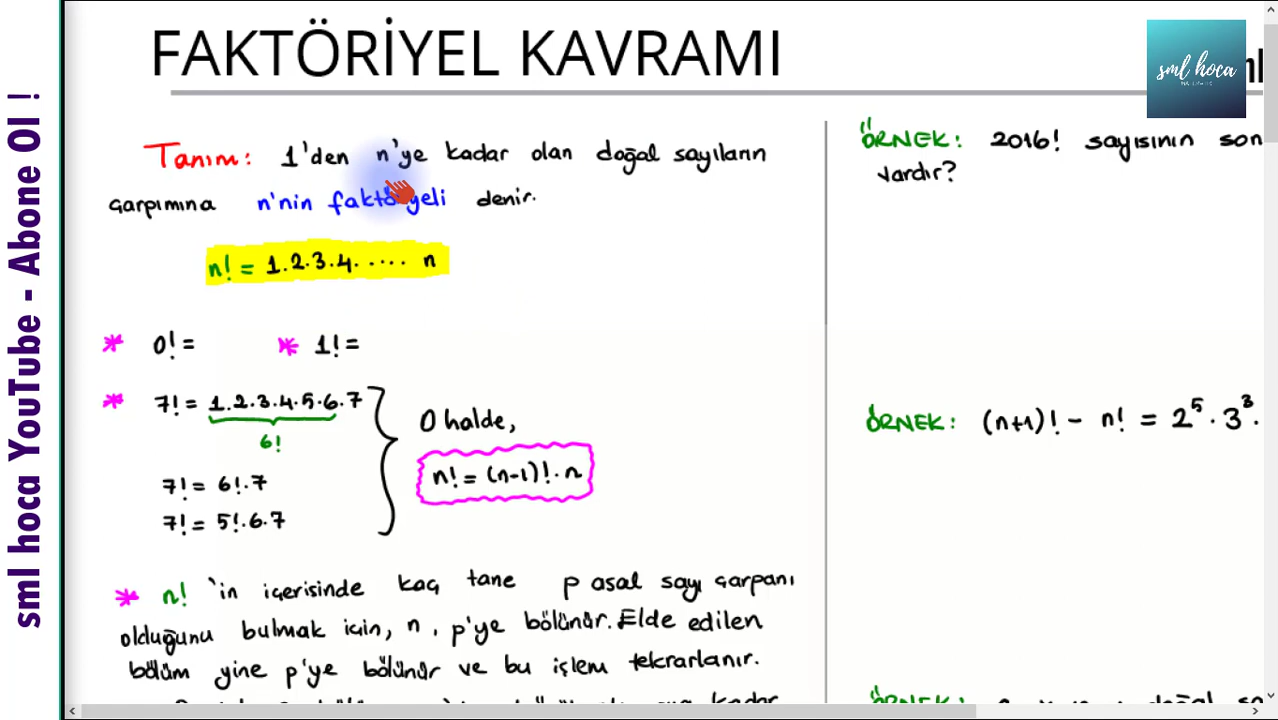 sml hoca YouTube - Abone Ol !
FAKTÖRİYEL KAVRAMI
sml hoca
Tanım: 1'den n'ye kadar olan doğal sayıların
çarpımına n'nin faktöriyeli denir.
n! = 1.2.3.4..... n
* 0! = * 1! =
* 7! = 1.2.3.4.5.6.7
6!
7! = 6!.7
7! = 5!.6.7
O halde,
n! = (n-1)!.n
* n! 'in içerisinde kaç tane p asal sayı çarpanı
olduğunu bulmak için, n, p'ye bölünür. Elde edilen
bölüm yine p'ye bölünür ve bu işlem tekrarlanır.
ÖRNEK: 2016! sayısının son
vardır?
ÖRNEK: (n+1)! - n! = 2⁵.3³.
ÖRNEK: doğal